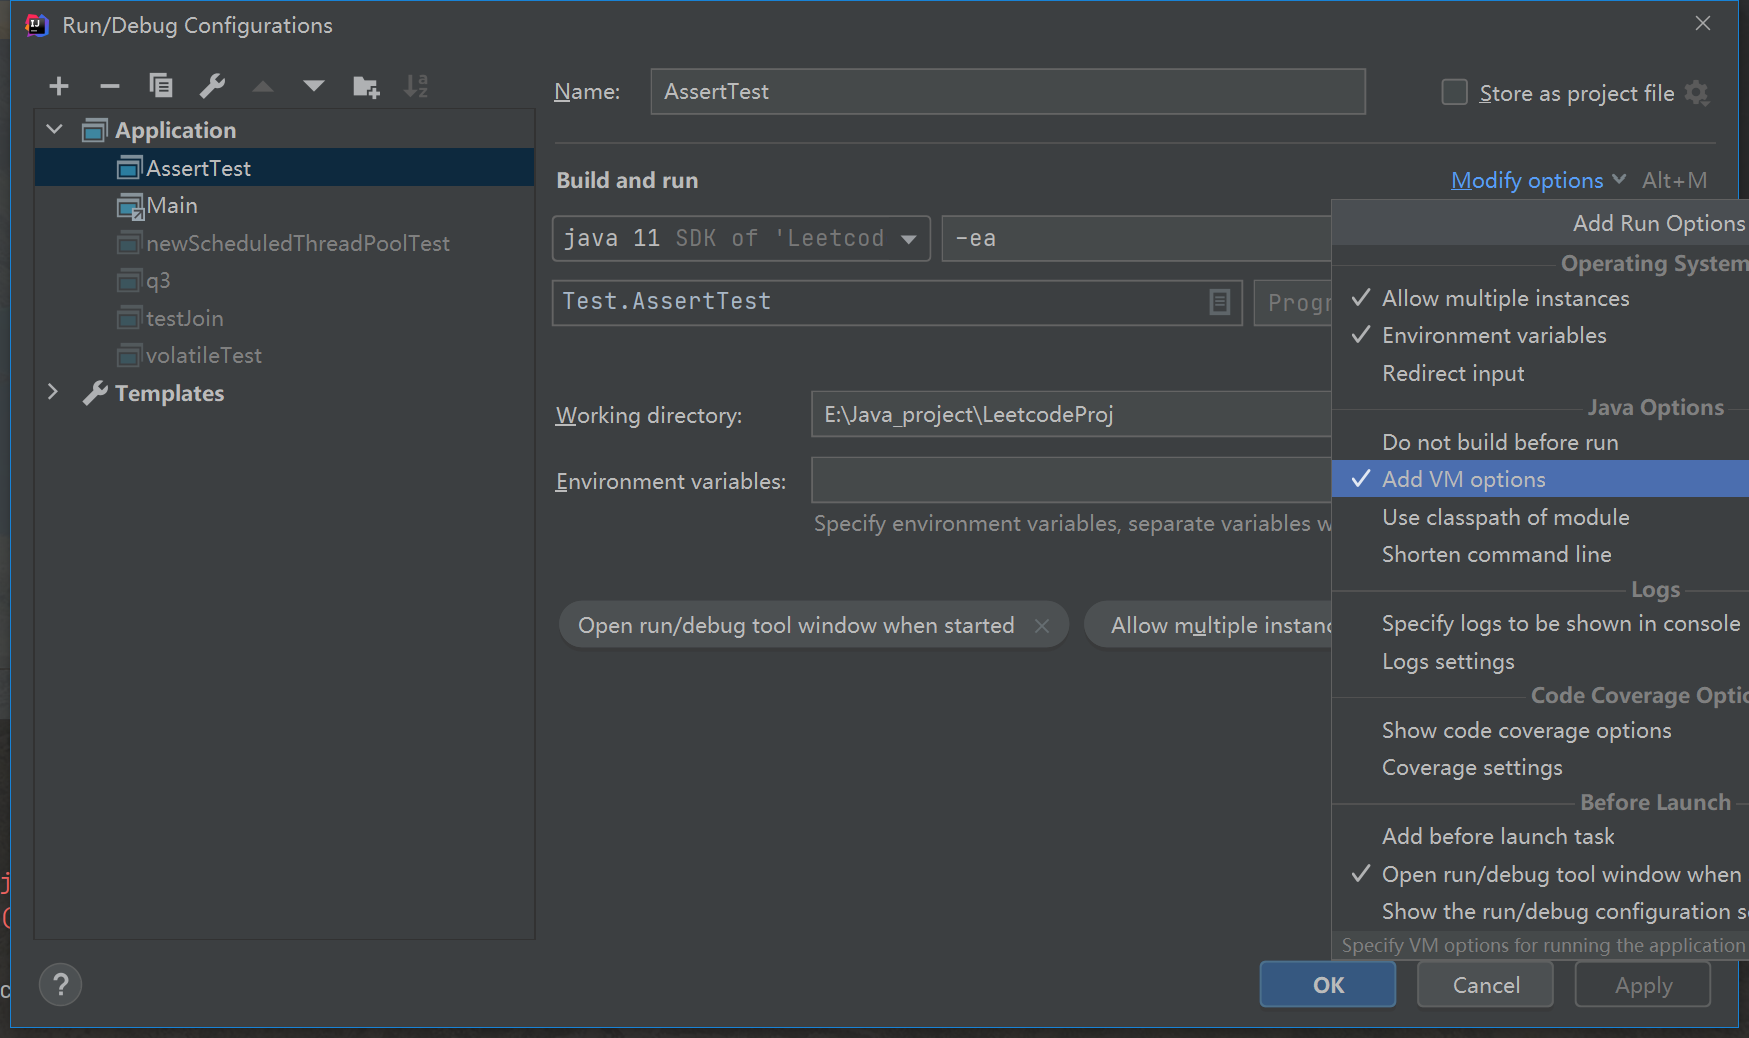 Run/Debug Configurations
Name:
AssertTest
Store as project file
Application
AssertTest
Main
newScheduledThreadPoolTest
q3
testJoin
volatileTest
Templates
Build and run
Modify options
Alt+M
java 11 SDK of 'Leetcod
-ea
Test.AssertTest
Progr
Working directory:
E:\Java_project\LeetcodeProj
Environment variables:
Specify environment variables, separate variables w
Open run/debug tool window when started
Allow multiple instanc
Add Run Options
Operating System
Allow multiple instances
Environment variables
Redirect input
Java Options
Do not build before run
Add VM options
Use classpath of module
Shorten command line
Logs
Specify logs to be shown in console
Logs settings
Code Coverage Optio
Show code coverage options
Coverage settings
Before Launch
Add before launch task
Open run/debug tool window when
Show the run/debug configuration s
Specify VM options for running the application
?
OK
Cancel
Apply